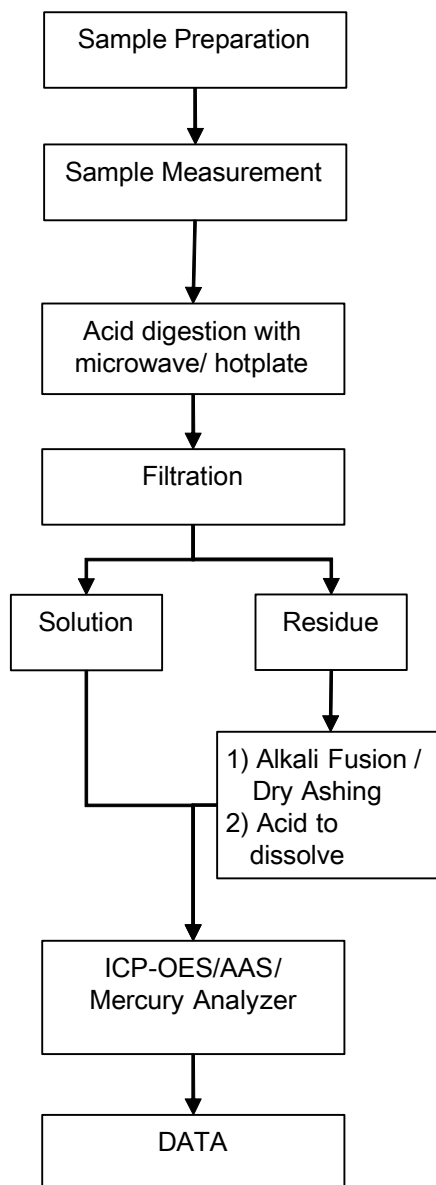 Sample Preparation
Sample Measurement
Acid digestion with
microwave/ hotplate
Filtration
Solution
Residue
1) Alkali Fusion /
Dry Ashing
2) Acid to
dissolve
ICP-OES/AAS/
Mercury Analyzer
DATA